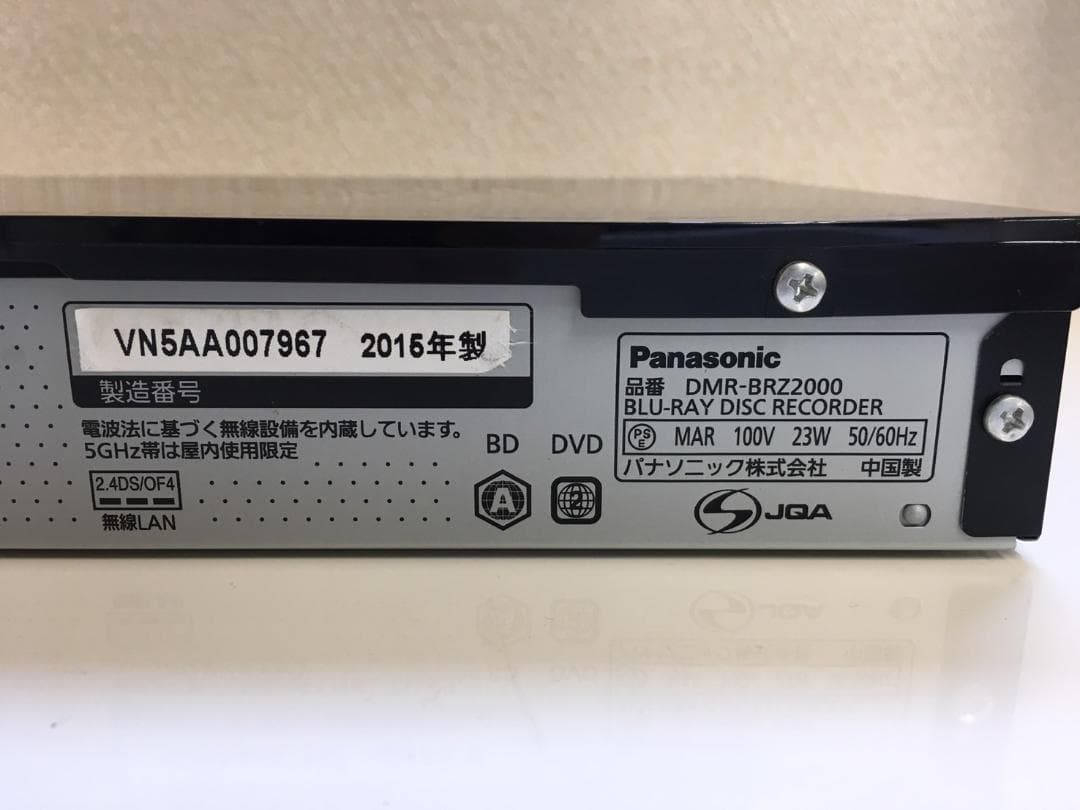 VN5AA007967 2015年製
製造番号
電波法に基づく無線設備を内蔵しています。
5GHz帯は屋内使用限定
2.4DS/OF4
無線LAN
BD DVD
A 2
Panasonic
品番 DMR-BRZ2000
BLU-RAY DISC RECORDER
PSE MAR 100V 23W 50/60Hz
パナソニック株式会社 中国製
JQA